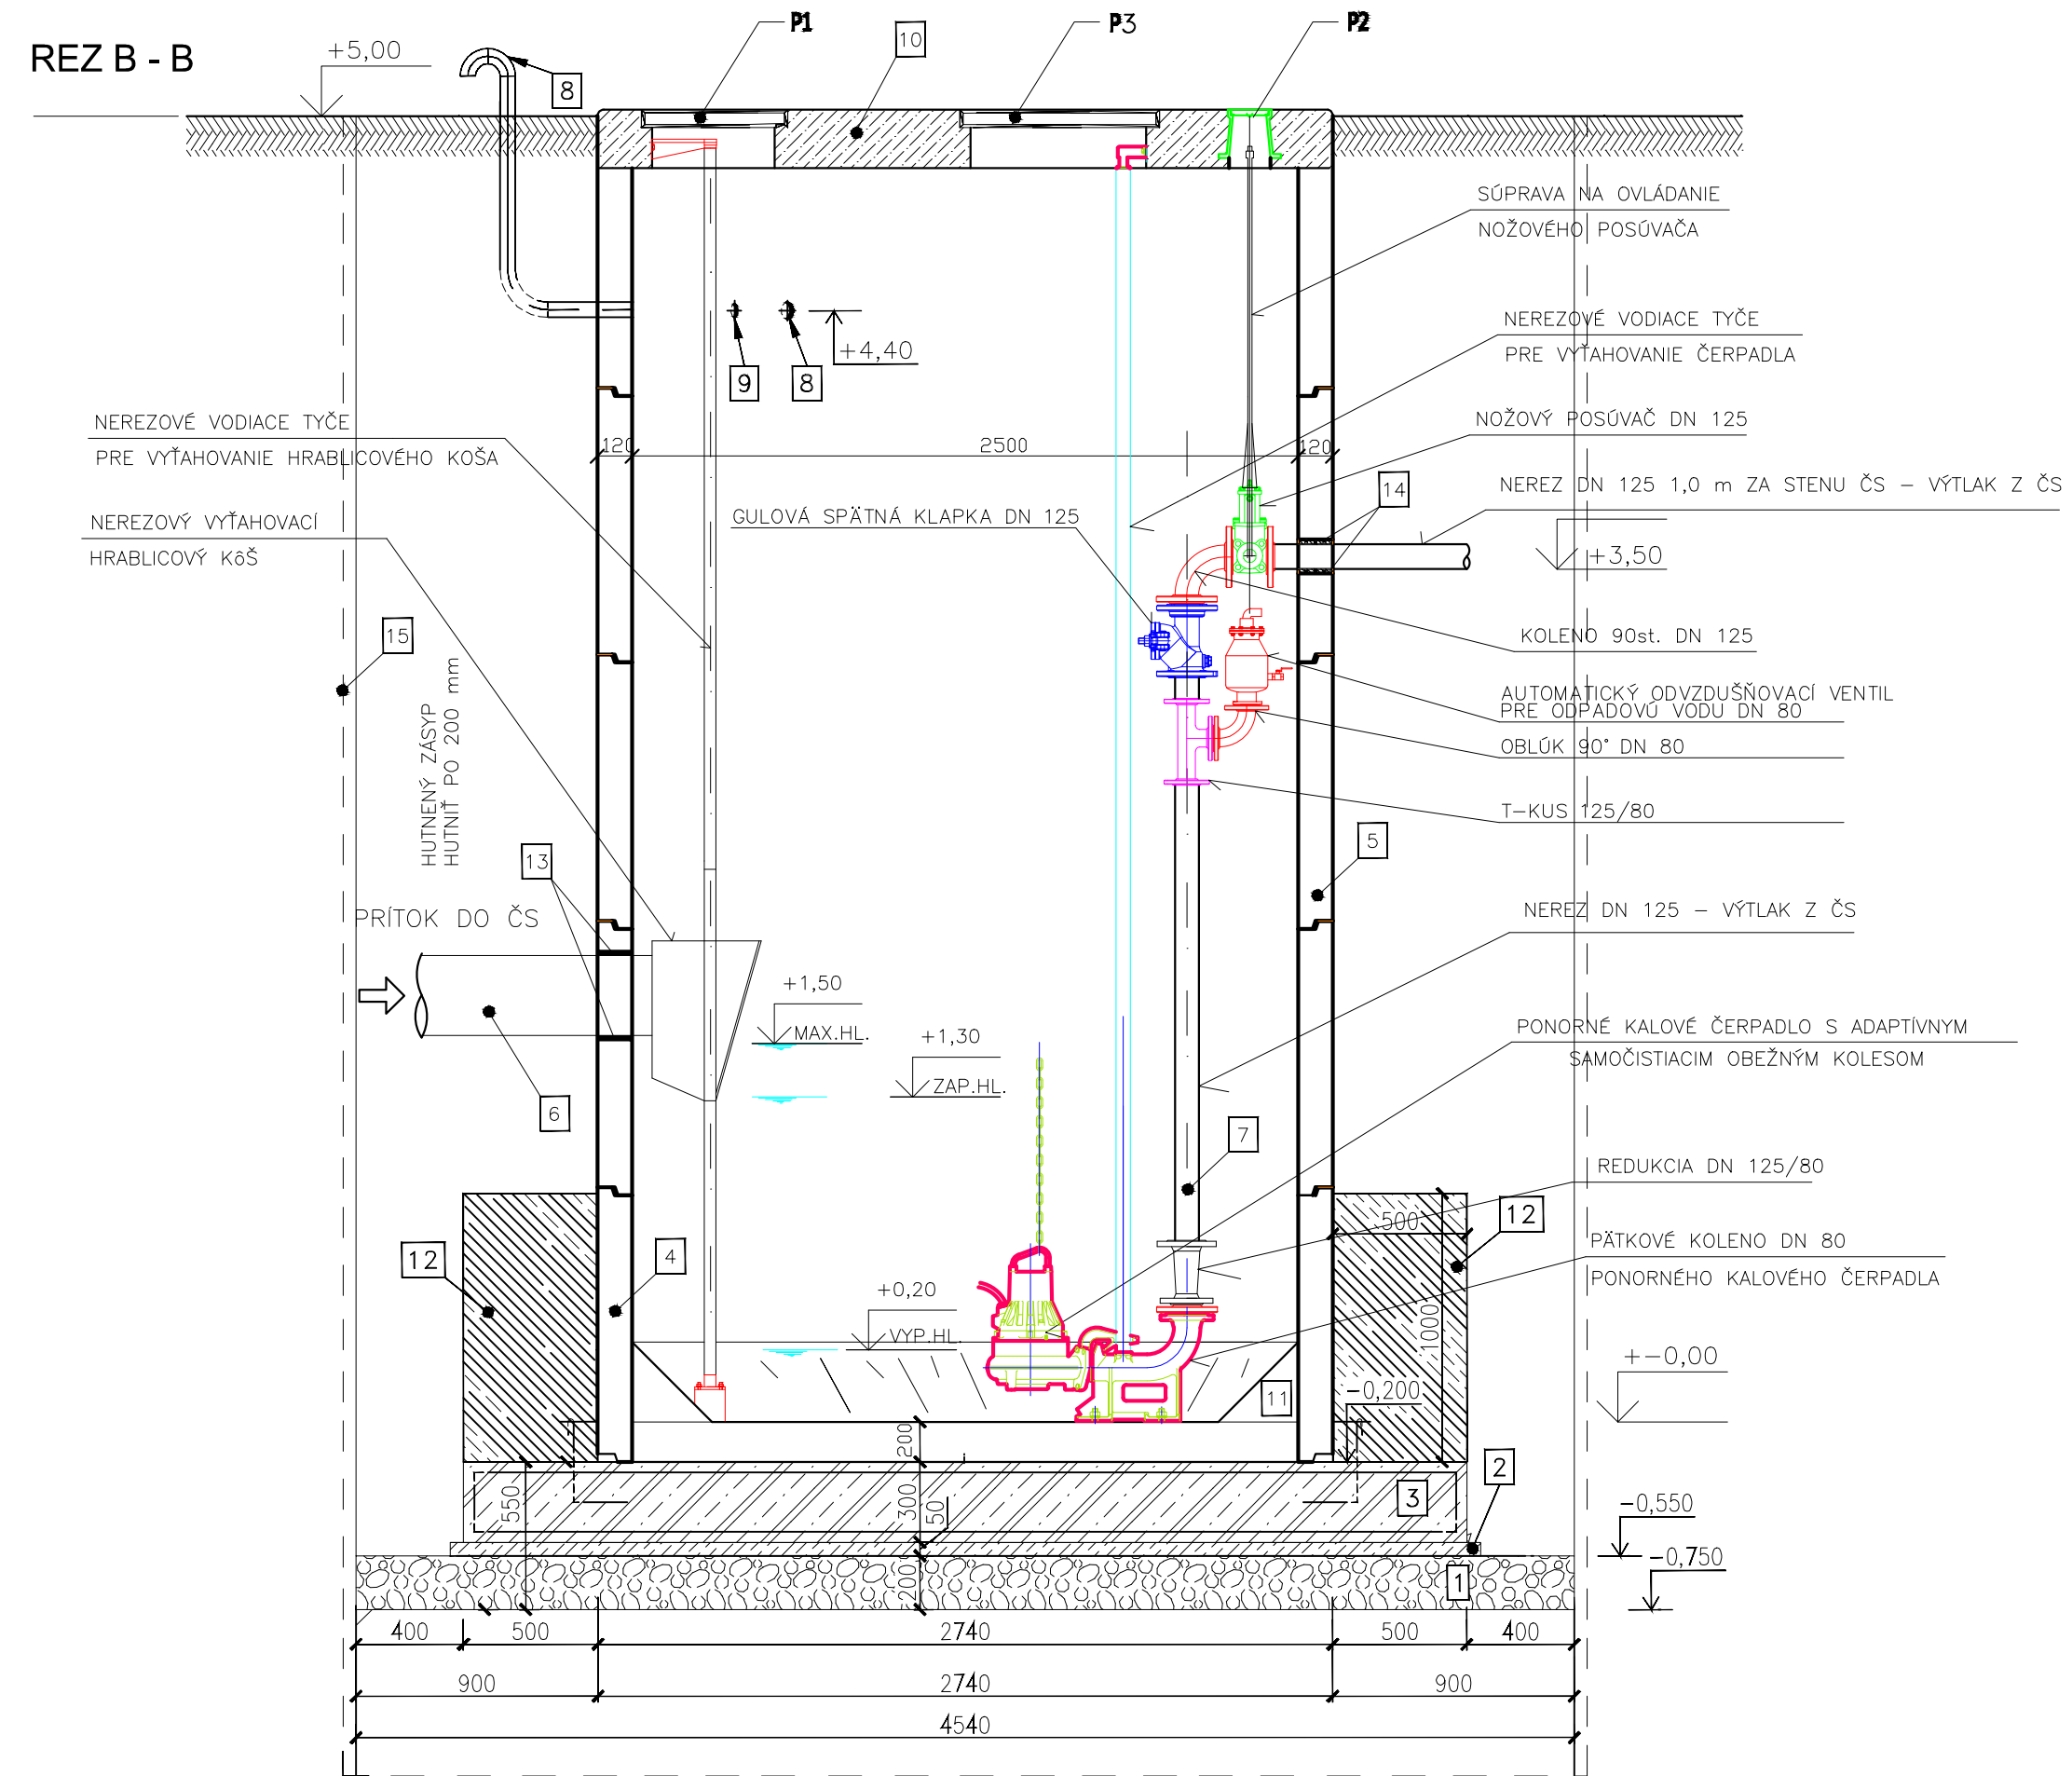 REZ B - B
+5,00
P1
P3
P2
10
8
SÚPRAVA NA OVLÁDANIE
NOŽOVÉHO POSÚVAČA
NEREZOVÉ VODIACE TYČE
PRE VYŤAHOVANIE ČERPADLA
+4,40
9
8
NEREZOVÉ VODIACE TYČE
PRE VYŤAHOVANIE HRABLICOVÉHO KOŠA
120
2500
120
NOŽOVÝ POSÚVAČ DN 125
14
NEREZ DN 125 1,0 m ZA STENU ČS – VÝTLAK Z ČS
NEREZOVÝ VYŤAHOVACÍ
HRABLICOVÝ KôŠ
GULOVÁ SPÄTNÁ KLAPKA DN 125
+3,50
15
KOLENO 90st. DN 125
HUTNENÝ ZÁSYP
HUTNIŤ PO 200 mm
AUTOMATICKÝ ODVZDUŠŇOVACÍ VENTIL
PRE ODPADOVÚ VODU DN 80
OBLÚK 90° DN 80
T–KUS 125/80
13
5
PRÍTOK DO ČS
NEREZ DN 125 – VÝTLAK Z ČS
+1,50
MAX.HL.
+1,30
ZAP.HL.
PONORNÉ KALOVÉ ČERPADLO S ADAPTÍVNYM
SAMOČISTIACIM OBEŽNÝM KOLESOM
6
7
REDUKCIA DN 125/80
12
500
12
4
PÄTKOVÉ KOLENO DN 80
PONORNÉHO KALOVÉHO ČERPADLA
+0,20
VYP.HL.
1000
+–0,00
11
–0,200
200
2
3
550
300
50
–0,550
–0,750
1
200
400
500
2740
500
400
900
2740
900
4540